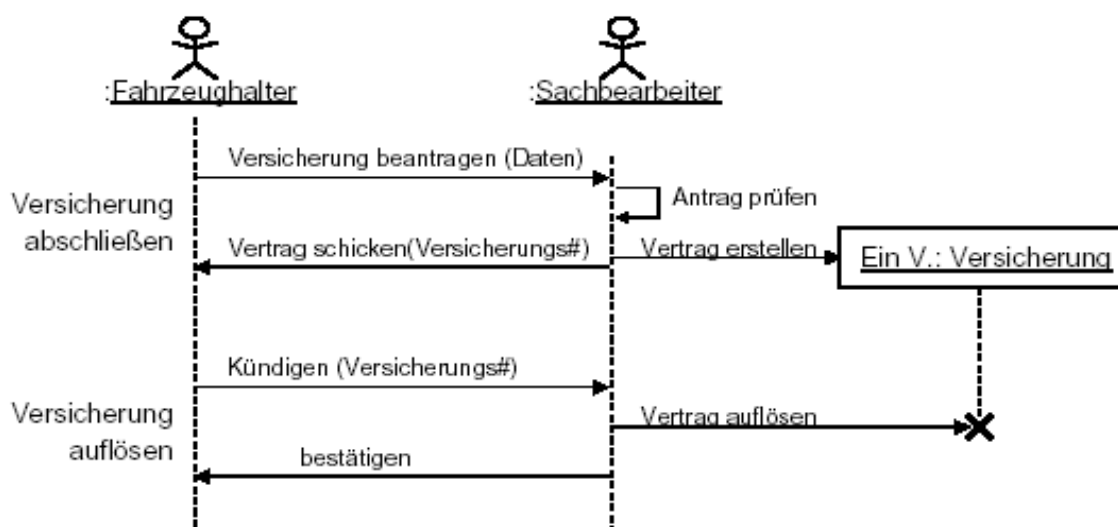 :Fahrzeughalter
:Sachbearbeiter
Versicherung beantragen (Daten)
Versicherung
abschließen
Antrag prüfen
Vertrag schicken(Versicherungs#)
Vertrag erstellen
Ein V.: Versicherung
Kündigen (Versicherungs#)
Versicherung
auflösen
Vertrag auflösen
bestätigen